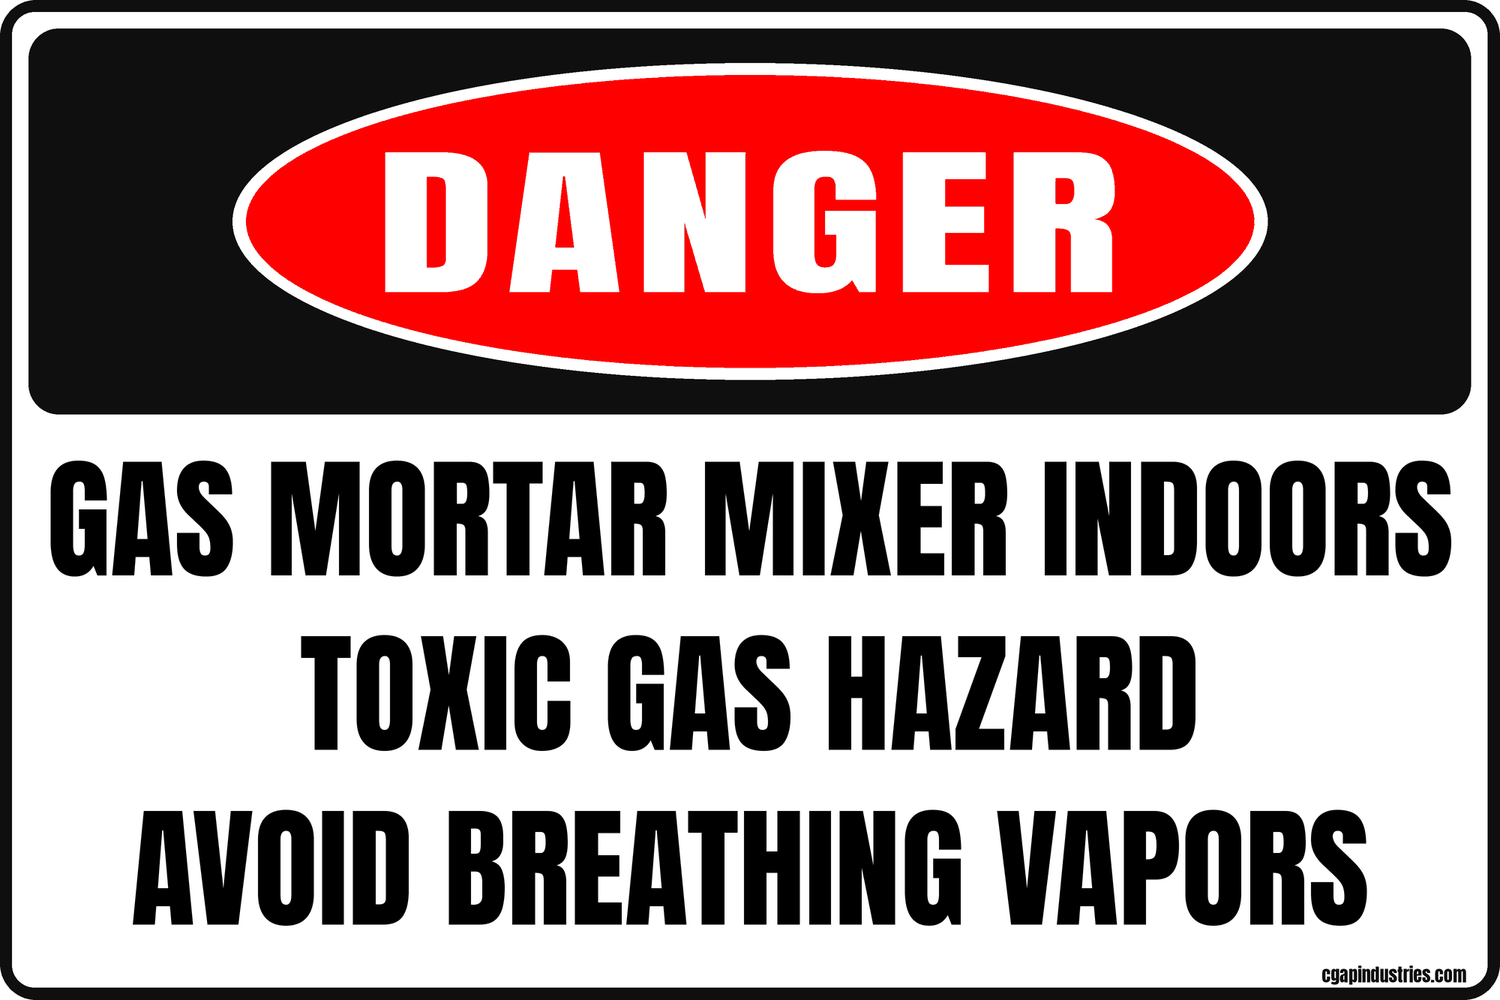 DANGER
GAS MORTAR MIXER INDOORS
TOXIC GAS HAZARD
AVOID BREATHING VAPORS
cgapindustries.com